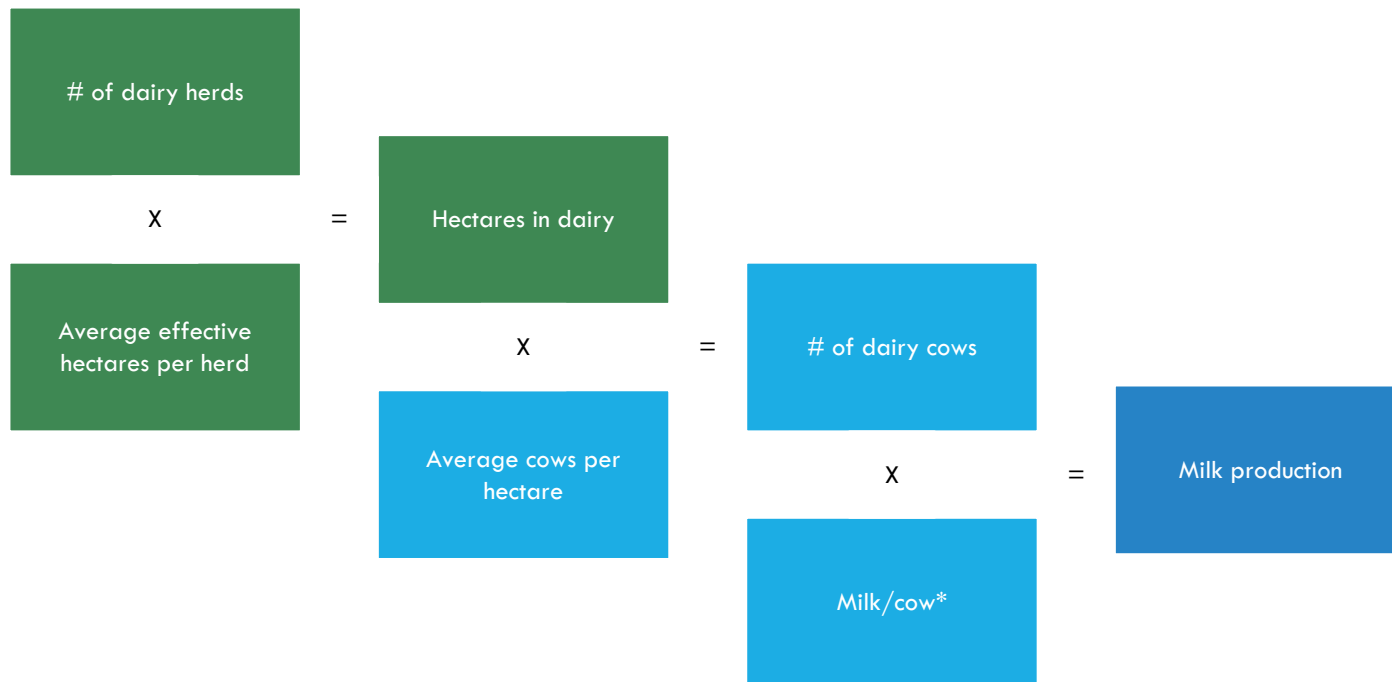 # of dairy herds
X
=
Hectares in dairy
Average effective
hectares per herd
X
=
# of dairy cows
Average cows per
hectare
X
=
Milk production
Milk/cow*